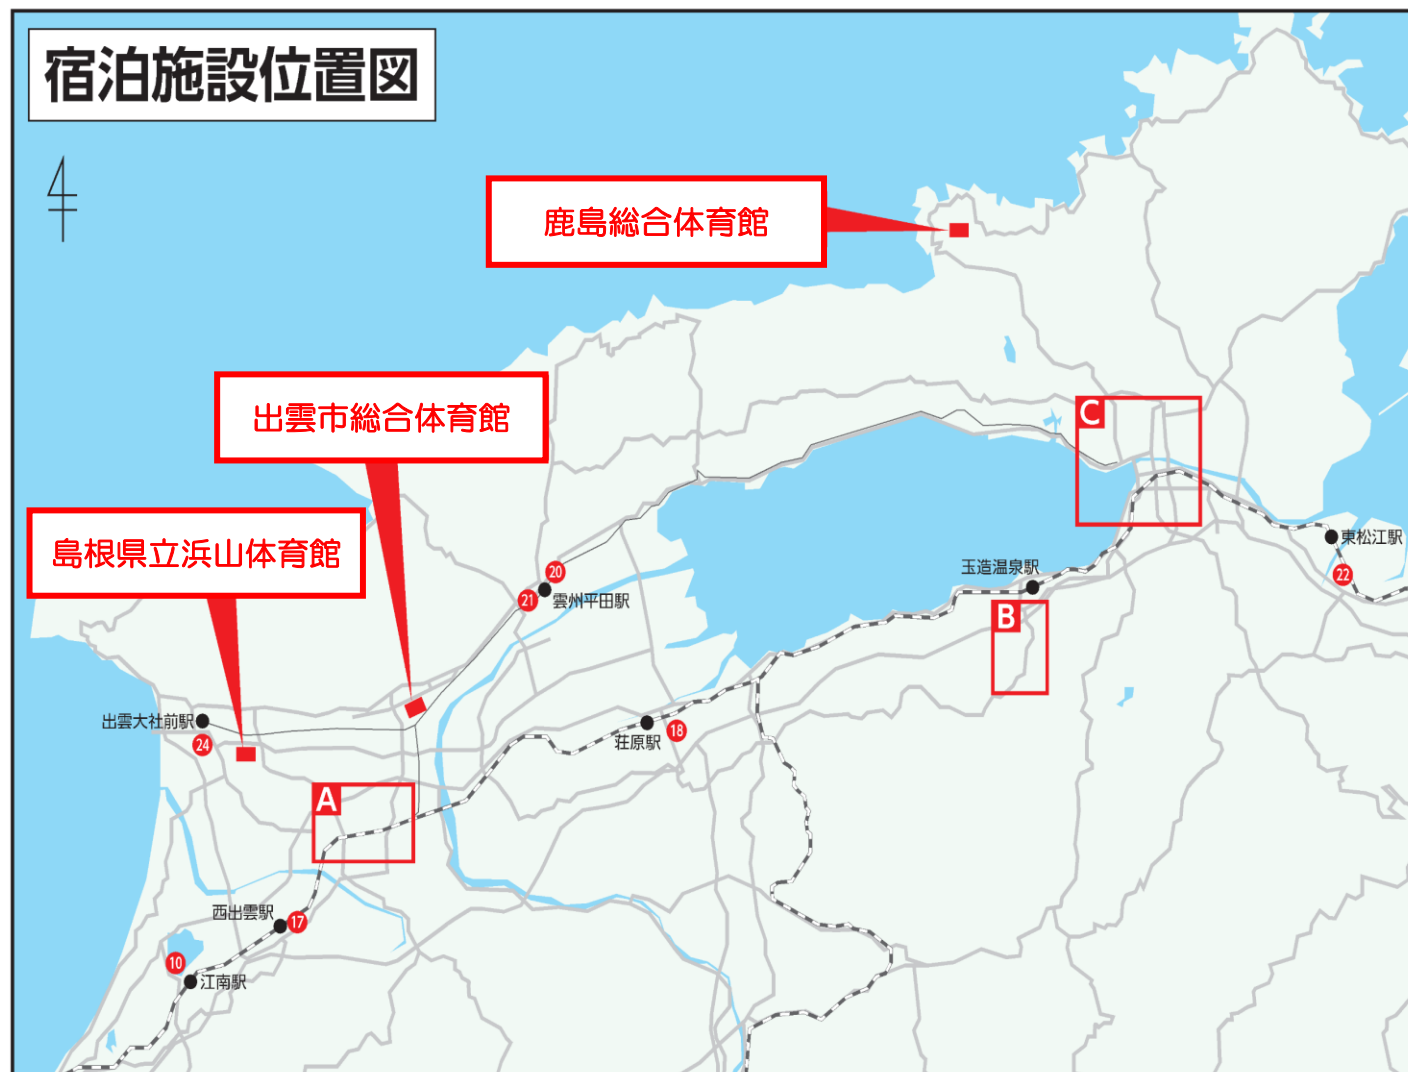 宿泊施設位置図
鹿島総合体育館
出雲市総合体育館
C
島根県立浜山体育館
東松江駅
22
玉造温泉駅
20
21
雲州平田駅
B
出雲大社前駅
24
荘原駅
18
A
西出雲駅
17
10
江南駅